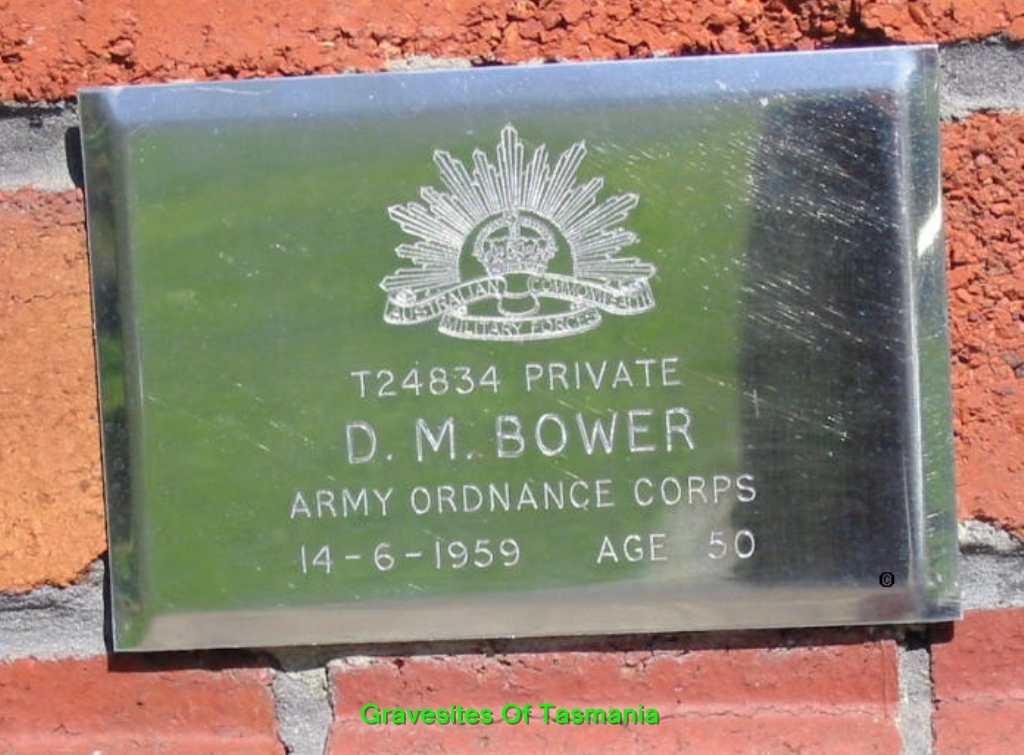 AUSTRALIAN COMMONWEALTH
MILITARY FORCES
T24834 PRIVATE
D. M. BOWER
ARMY ORDNANCE CORPS
14-6-1959 AGE 50
©
Gravesites Of Tasmania